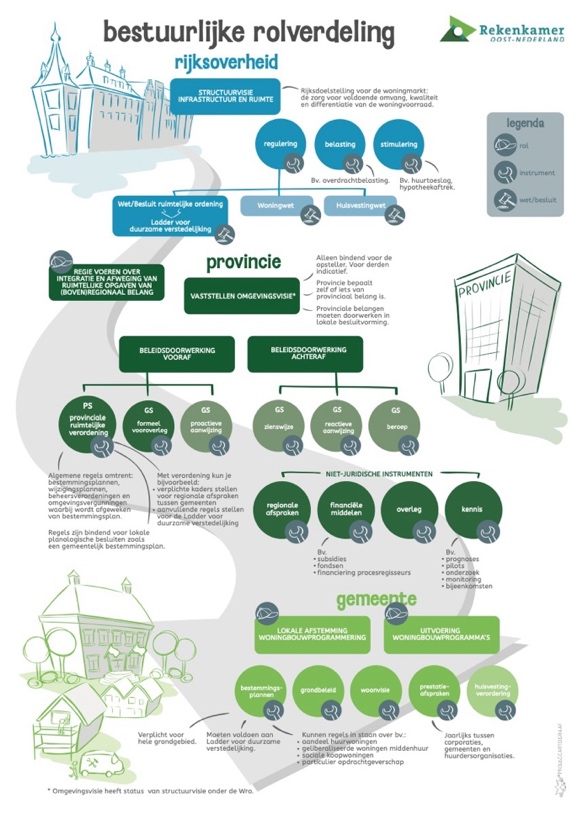 bestuurlijke rolverdeling
Rekenkamer
OOST-NEDERLAND
rijksoverheid
STRUCTUURVISIE
INFRASTRUCTUUR EN RUIMTE
Rijksdoelstelling voor de woningmarkt:
de zorg voor voldoende omvang, kwaliteit
en differentiatie van de woningvoorraad.
legenda
rol
instrument
wet/besluit
regulering
belasting
stimulering
Bv. overdrachtbelasting.
Bv. huurtoeslag,
hypotheekaftrek.
Wet/Besluit ruimtelijke ordening
Ladder voor
duurzame verstedelijking
Woningwet
Huisvestingwet
provincie
REGIE VOEREN OVER
INTEGRATIE EN AFWEGING VAN
RUIMTELIJKE OPGAVEN VAN
(BOVEN)REGIONAAL BELANG
VASTSTELLEN OMGEVINGSVISIE*
Alleen bindend voor de
opsteller. Voor derden
indicatief.
Provincie bepaalt
zelf of iets van
provinciaal belang is.
Provinciale belangen
moeten doorwerken in
lokale besluitvorming.
PROVINCIE
BELEIDSDOORWERKING
VOORAF
BELEIDSDOORWERKING
ACHTERAF
PS
provinciale
ruimtelijke
verordening
GS
formeel
vooroverleg
GS
proactieve
aanwijzing
GS
zienswijze
GS
reactieve
aanwijzing
GS
beroep
Algemene regels omtrent:
bestemmingsplannen,
wijzigingsplannen,
beheersverordeningen en
omgevingsvergunningen
waarbij wordt afgeweken
van bestemmingsplan.
Regels zijn bindend voor lokale
planologische besluiten zoals
een gemeentelijk bestemmingsplan.
Met verordening kun je
bijvoorbeeld:
• verplichte kaders stellen
voor regionale afspraken
tussen gemeenten
• aanvullende regels stellen
voor de Ladder voor
duurzame verstedelijking
NIET-JURIDISCHE INSTRUMENTEN
regionale
afspraken
financiële
middelen
overleg
kennis
Bv.
• subsidies
• fondsen
• financiering procesregisseurs
Bv.
• prognoses
• pilots
• onderzoek
• monitoring
• bijeenkomsten
gemeente
LOKALE AFSTEMMING
WONINGBOUWPROGRAMMERING
UITVOERING
WONINGBOUWPROGRAMMA'S
bestemmings-
plannen
grondbeleid
woonvisie
prestatie-
afspraken
huisvesting-
verordening
Verplicht voor
hele grondgebied.
Moeten voldoen aan
Ladder voor duurzame
verstedelijking.
Kunnen regels in staan over bv.:
• aandeel huurwoningen
• geliberaliseerde woningen middenhuur
• sociale koopwoningen
• particulier opdrachtgeverschap
Jaarlijks tussen
corporaties,
gemeenten en
huurdersorganisaties.
* Omgevingsvisie heeft status van structuurvisie onder de Wro.